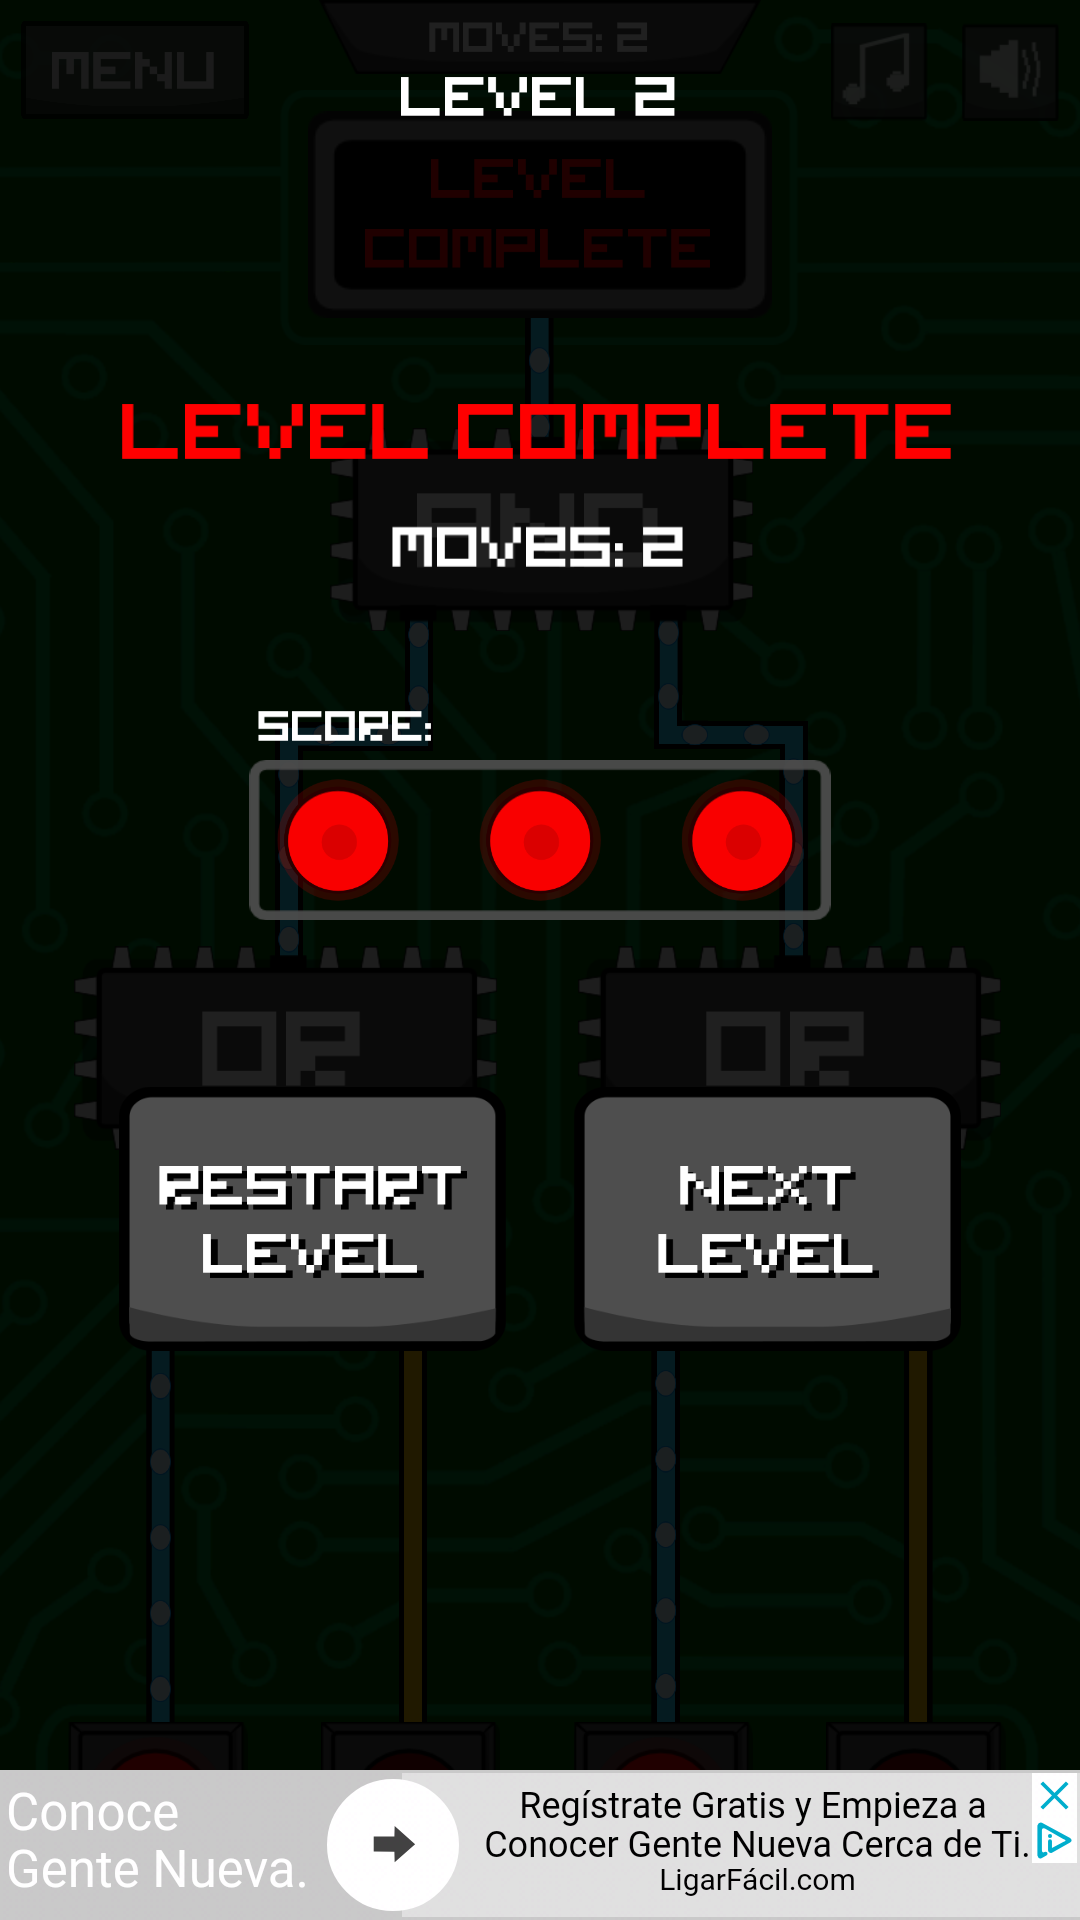 MOVES: 2
MENU
LEVEL 2
LEVEL
COMPLETE
LEVEL COMPLETE
AND
MOVES: 2
SCORE:
OR OR
RESTART
LEVEL
NEXT
LEVEL
Conoce
Gente Nueva.
Regístrate Gratis y Empieza a
Conocer Gente Nueva Cerca de Ti.
LigarFácil.com